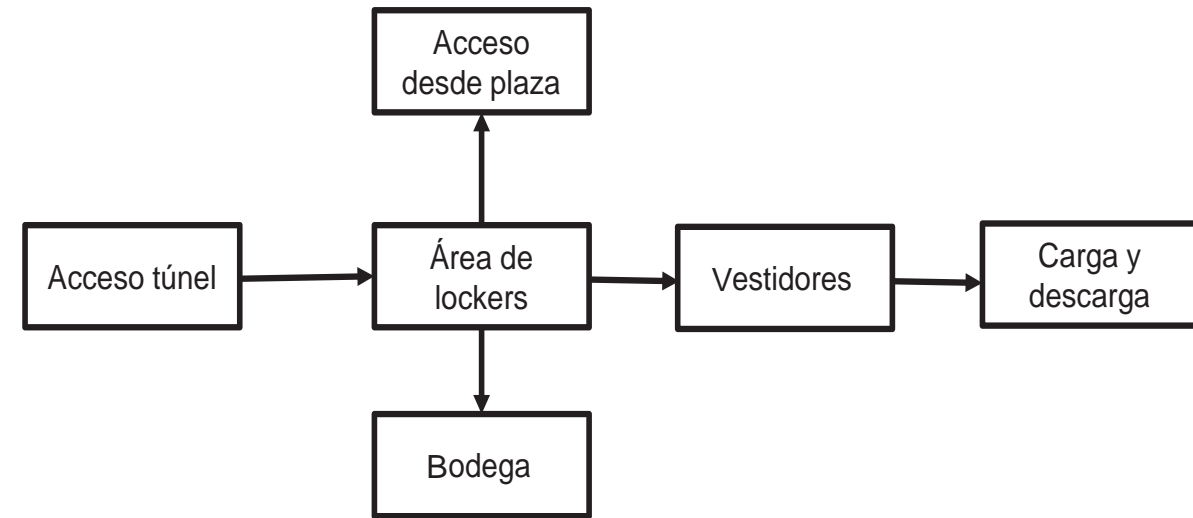 Acceso
desde plaza
Acceso túnel
Área de
lockers
Vestidores
Carga y
descarga
Bodega